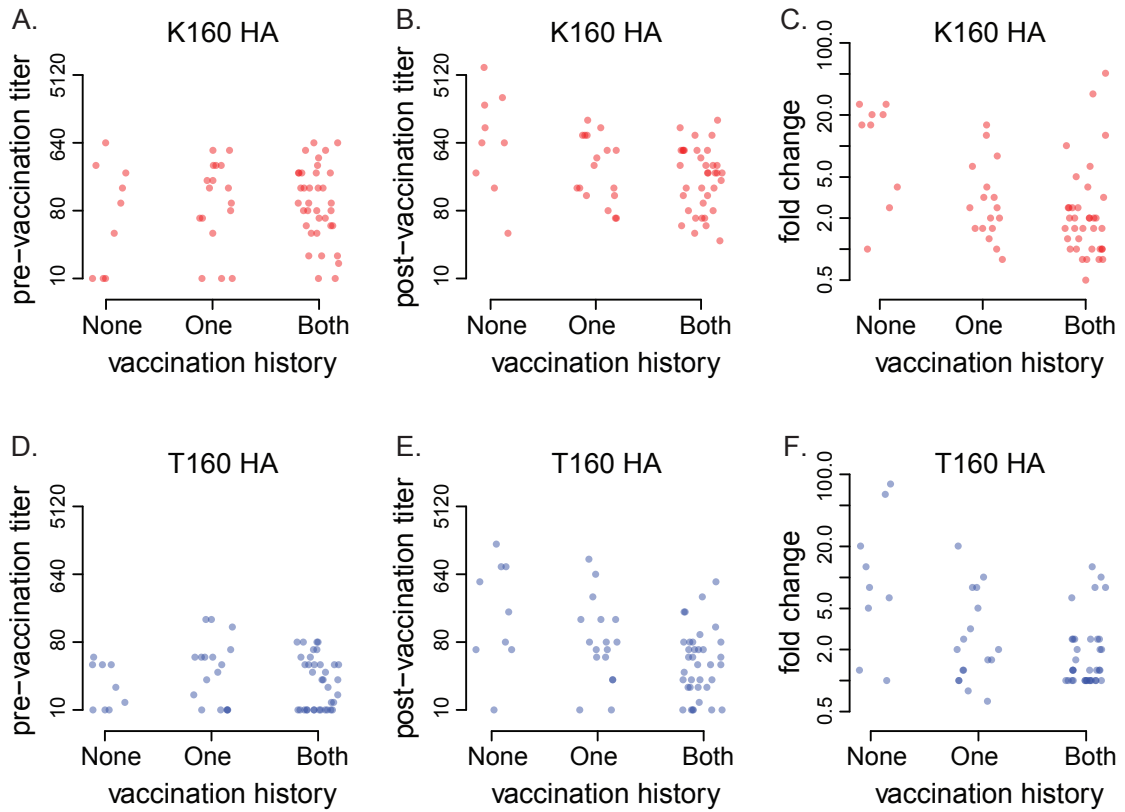 A.
K160 HA
pre−vaccination titer
5120
640
80
10
None
One
Both
vaccination history
B.
K160 HA
post−vaccination titer
5120
640
80
10
None
One
Both
vaccination history
C.
K160 HA
fold change
100.0
20.0
5.0
2.0
0.5
None
One
Both
vaccination history
D.
T160 HA
pre−vaccination titer
5120
640
80
10
None
One
Both
vaccination history
E.
T160 HA
post−vaccination titer
5120
640
80
10
None
One
Both
vaccination history
F.
T160 HA
fold change
100.0
20.0
5.0
2.0
0.5
None
One
Both
vaccination history